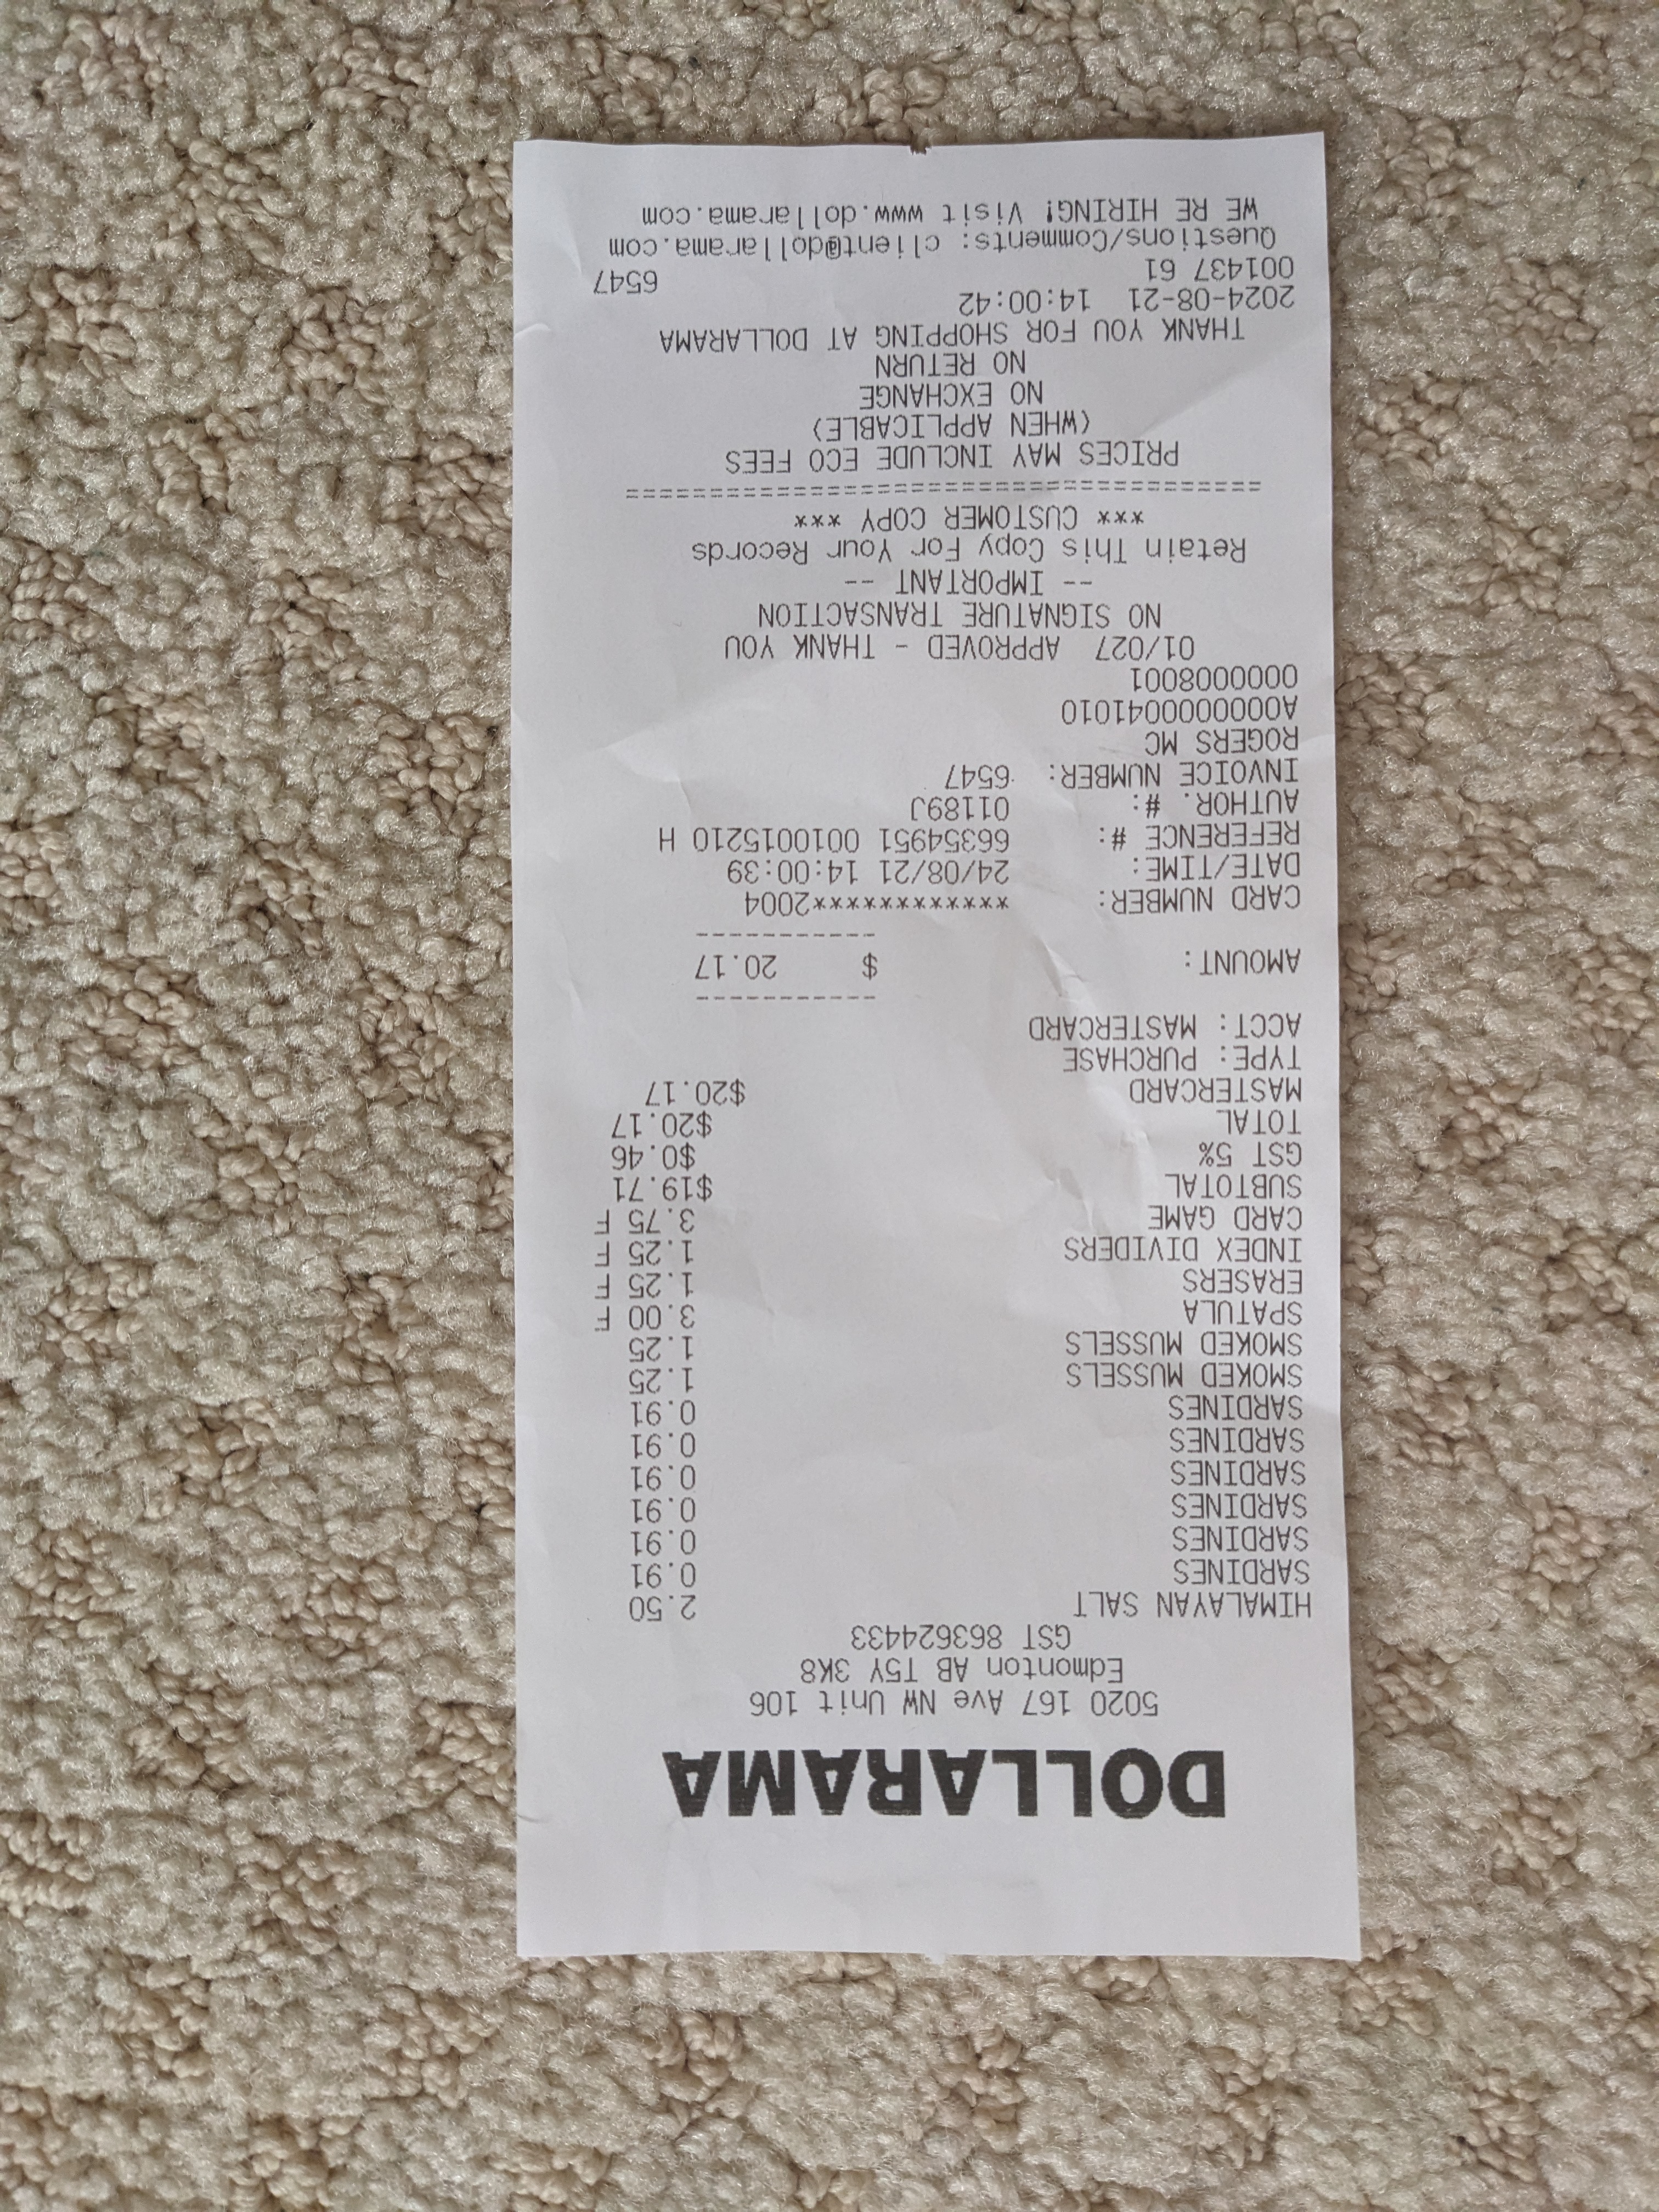 DOLLARAMA
5020 167 Ave NW Unit 106
Edmonton AB T5Y 3K8
GST 863624433
HIMALAYAN SALT 2.50
SARDINES 0.91
SARDINES 0.91
SARDINES 0.91
SARDINES 0.91
SARDINES 0.91
SARDINES 0.91
SMOKED MUSSELS 1.25
SMOKED MUSSELS 1.25
SPATULA 3.00 F
ERASERS 1.25 F
INDEX DIVIDERS 1.25 F
CARD GAME 3.75 F
SUBTOTAL $19.71
GST 5% $0.46
TOTAL $20.17
MASTERCARD $20.17
TYPE: PURCHASE
ACCT: MASTERCARD
------------
AMOUNT: $ 20.17
------------
CARD NUMBER: ************2004
DATE/TIME: 24/08/21 14:00:39
REFERENCE #: 66354951 0010015210 H
AUTHOR. #: 01189J
INVOICE NUMBER: 6547
ROGERS MC
A0000000041010
0000008001
01/027 APPROVED - THANK YOU
NO SIGNATURE TRANSACTION
-- IMPORTANT --
Retain This Copy For Your Records
*** CUSTOMER COPY ***
========================================
PRICES MAY INCLUDE ECO FEES
(WHEN APPLICABLE)
NO EXCHANGE
NO RETURN
THANK YOU FOR SHOPPING AT DOLLARAMA
2024-08-21 14:00:42
001437 61 6547
Questions/Comments: client@dollarama.com
WE RE HIRING! Visit www.dollarama.com